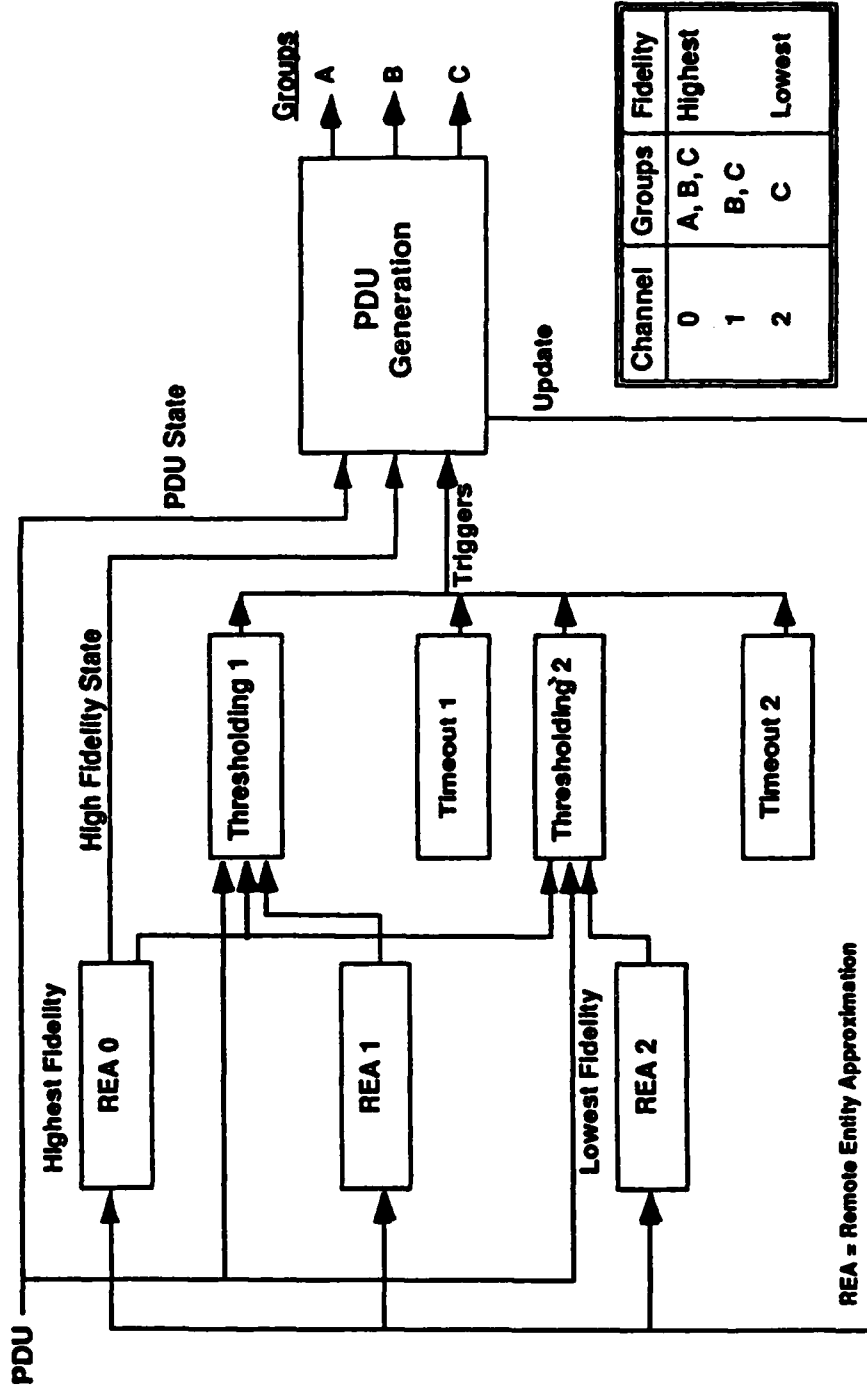 PDU
PDU State
High Fidelity State
Highest Fidelity
REA 0
REA 1
Lowest Fidelity
REA 2
Thresholding 1
Timeout 1
Thresholding 2
Timeout 2
Triggers
PDU
Generation
Groups
A
B
C
Update
Channel Groups Fidelity
0 A, B, C Highest
1 B, C
2 C Lowest
REA = Remote Entity Approximation